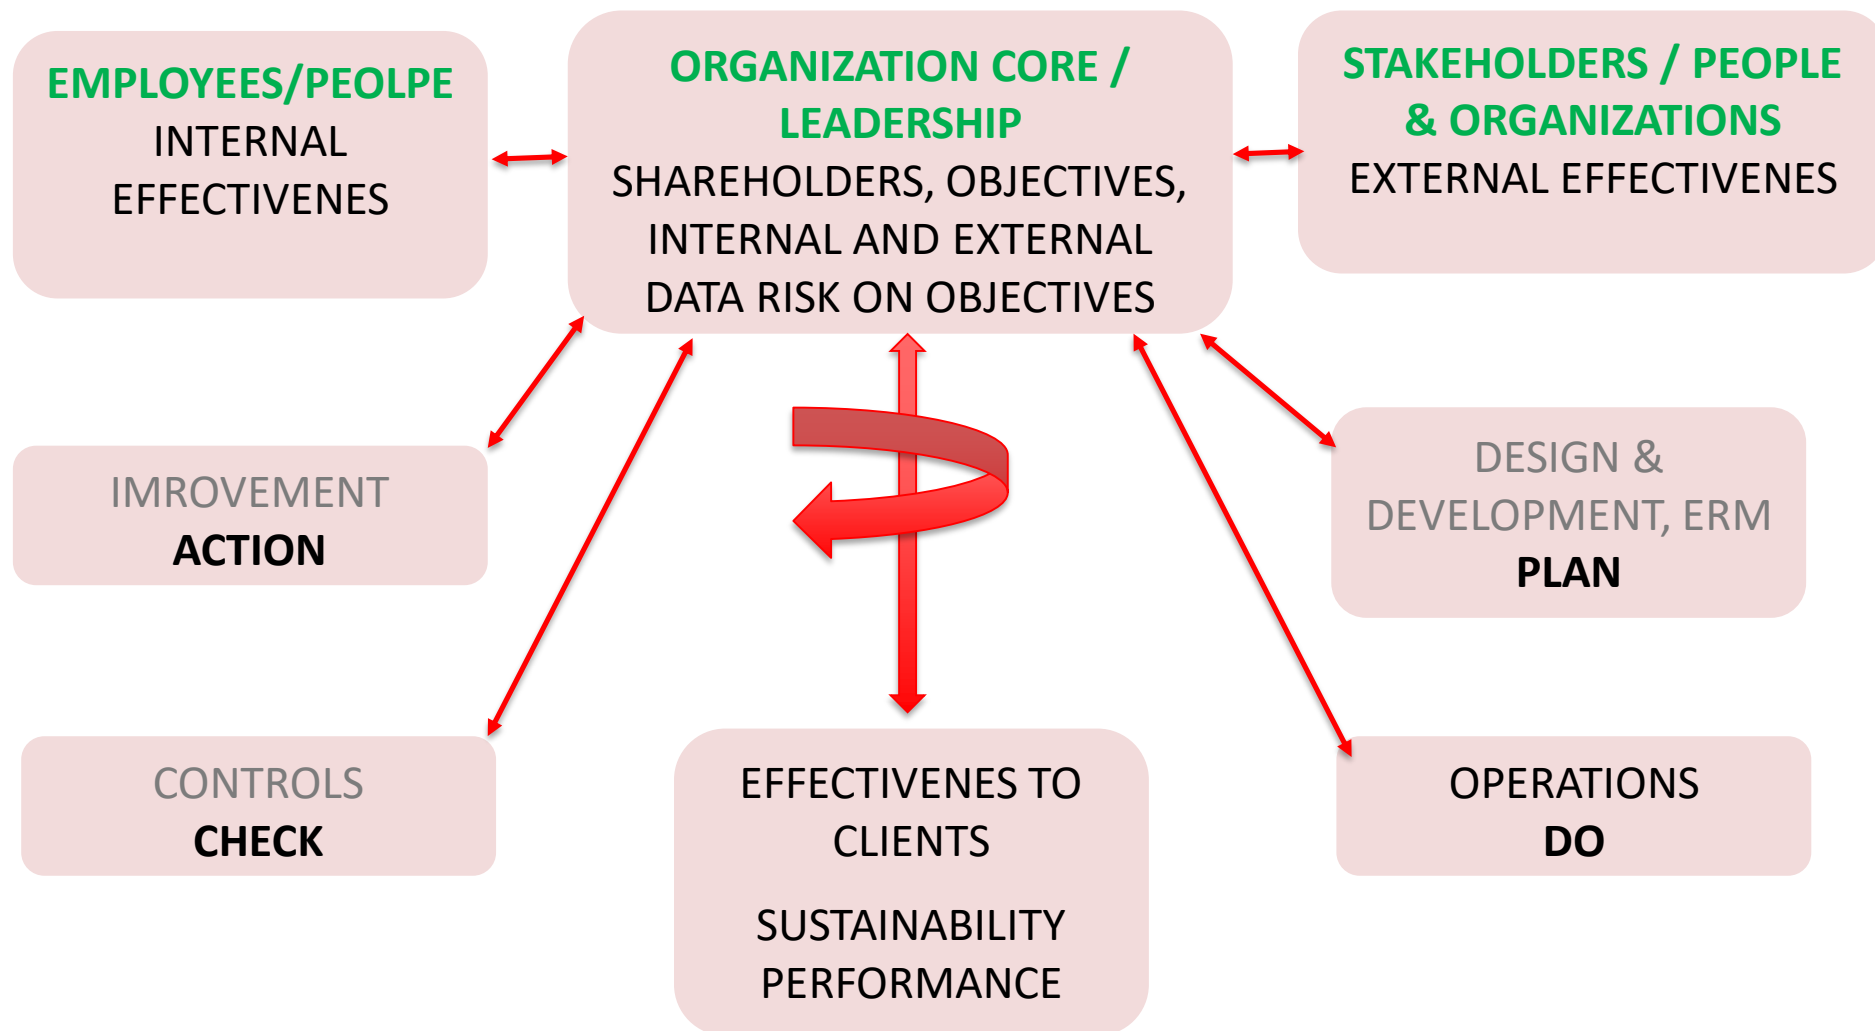 EMPLOYEES/PEOLPE
INTERNAL
EFFECTIVENES
ORGANIZATION CORE /
LEADERSHIP
SHAREHOLDERS, OBJECTIVES,
INTERNAL AND EXTERNAL
DATA RISK ON OBJECTIVES
STAKEHOLDERS / PEOPLE
& ORGANIZATIONS
EXTERNAL EFFECTIVENES
IMROVEMENT
ACTION
DESIGN &
DEVELOPMENT, ERM
PLAN
CONTROLS
CHECK
EFFECTIVENES TO
CLIENTS
SUSTAINABILITY
PERFORMANCE
OPERATIONS
DO